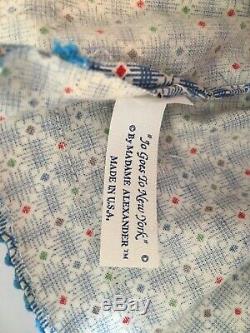 "Jo Goes To New York"
© By MADAME ALEXANDER™
MADE IN U.S.A.
©